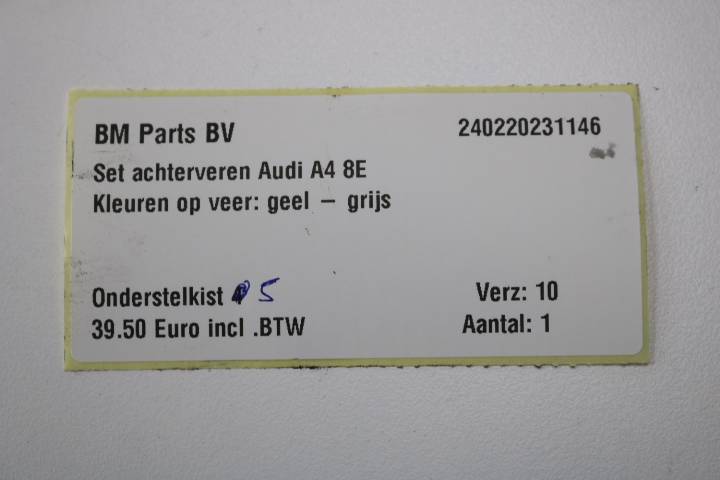 BM Parts BV 240220231146
Set achterveren Audi A4 8E
Kleuren op veer: geel – grijs
Onderstelkist 5 Verz: 10
39.50 Euro incl .BTW Aantal: 1